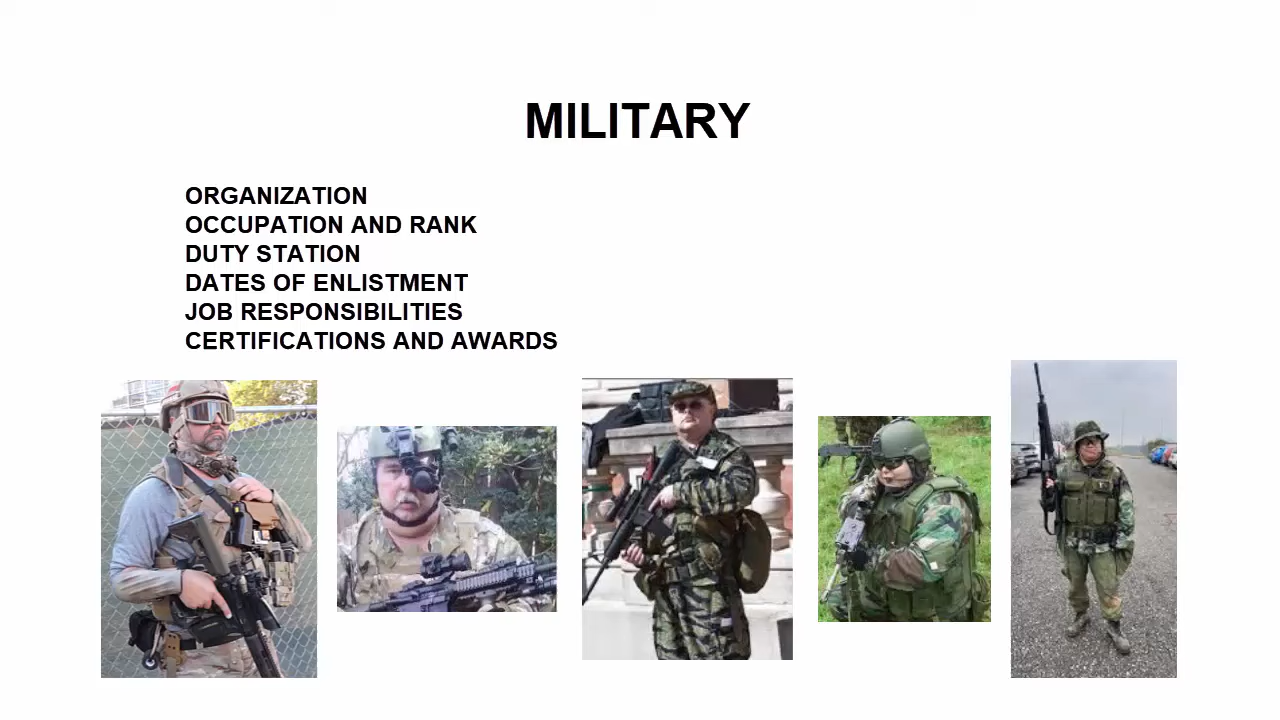 MILITARY
ORGANIZATION
OCCUPATION AND RANK
DUTY STATION
DATES OF ENLISTMENT
JOB RESPONSIBILITIES
CERTIFICATIONS AND AWARDS